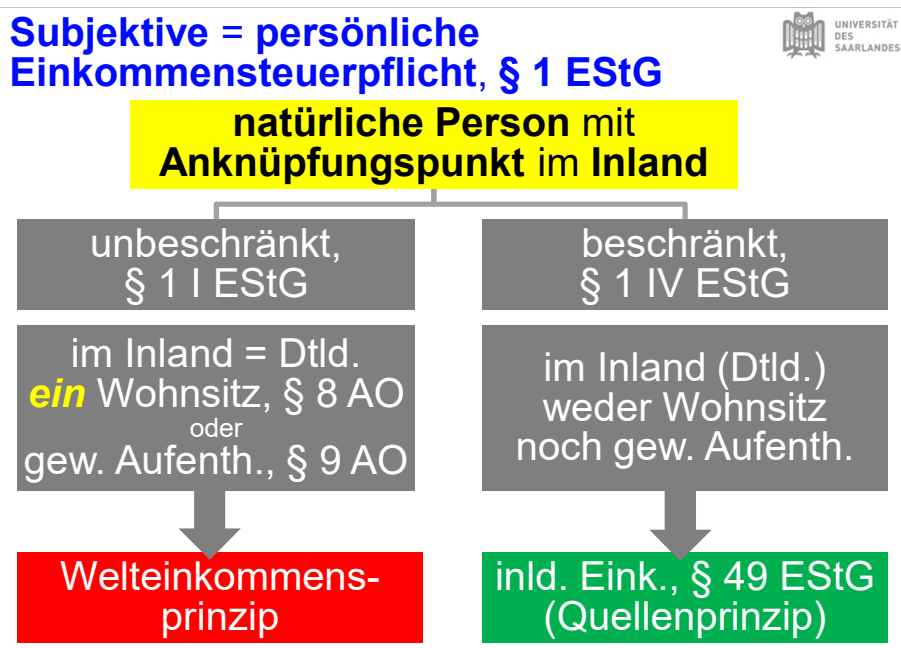 Subjektive = persönliche
Einkommensteuerpflicht, § 1 EStG
UNIVERSITÄT
DES
SAARLANDES
natürliche Person mit
Anknüpfungspunkt im Inland
unbeschränkt,
§ 1 I EStG
im Inland = Dtld.
ein Wohnsitz, § 8 AO
oder
gew. Aufenth., § 9 AO
Welteinkommens-
prinzip
beschränkt,
§ 1 IV EStG
im Inland (Dtld.)
weder Wohnsitz
noch gew. Aufenth.
inld. Eink., § 49 EStG
(Quellenprinzip)